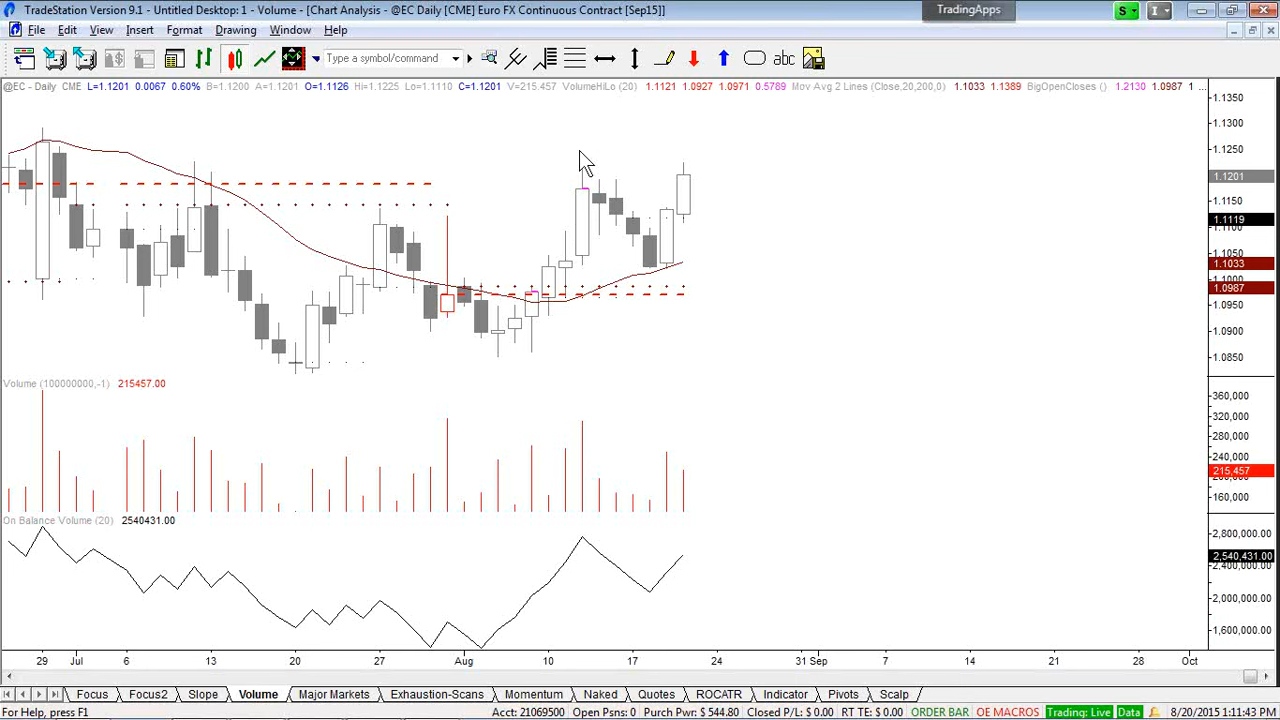 TradeStation Version 9.1 - Untitled Desktop: 1 - Volume - [Chart Analysis - @EC Daily [CME] Euro FX Continuous Contract [Sep15]]
TradingApps
S
I
File Edit View Insert Format Drawing Window Help
Type a symbol/command
abc
@EC - Daily CME L=1.1201 0.0067 0.60% B=1.1200 A=1.1201 O=1.1126 Hi=1.1225 Lo=1.1110 C=1.1201 V=215.457 VolumeHiLo (20) 1.1121 1.0927 1.0971 0.5789 Mov Avg 2 Lines (Close,20,200,0) 1.1033 1.1389 BigOpenCloses () 1.2130 1.0987 1 ...
1.1350
1.1300
1.1250
1.1201
1.1150
1.1119
1.1100
1.1050
1.1033
1.1000
1.0987
1.0950
1.0900
1.0850
Volume (100000000,-1) 215457.00
360,000
320,000
280,000
240,000
215,457
200,000
160,000
On Balance Volume (20) 2540431.00
2,800,000.00
2,540,431.00
2,400,000.00
2,000,000.00
1,600,000.00
29 Jul 6 13 20 27 Aug 10 17 24 31 Sep 7 14 21 28 Oct
Focus Focus2 Slope Volume Major Markets Exhaustion-Scans Momentum Naked Quotes ROCATR Indicator Pivots Scalp
For Help, press F1 Acct: 21069500 Open Psns: 0 Purch Pwr: $ 544.80 Closed P/L: $ 0.00 RT TE: $ 0.00 ORDER BAR OE MACROS Trading: Live Data 8/20/2015 1:11:43 PM